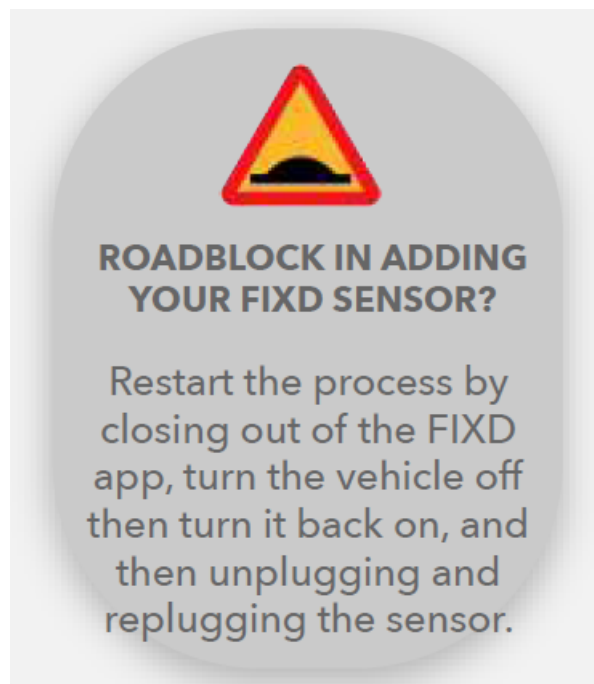 ROADBLOCK IN ADDING
YOUR FIXD SENSOR?
Restart the process by
closing out of the FIXD
app, turn the vehicle off
then turn it back on, and
then unplugging and
replugging the sensor.